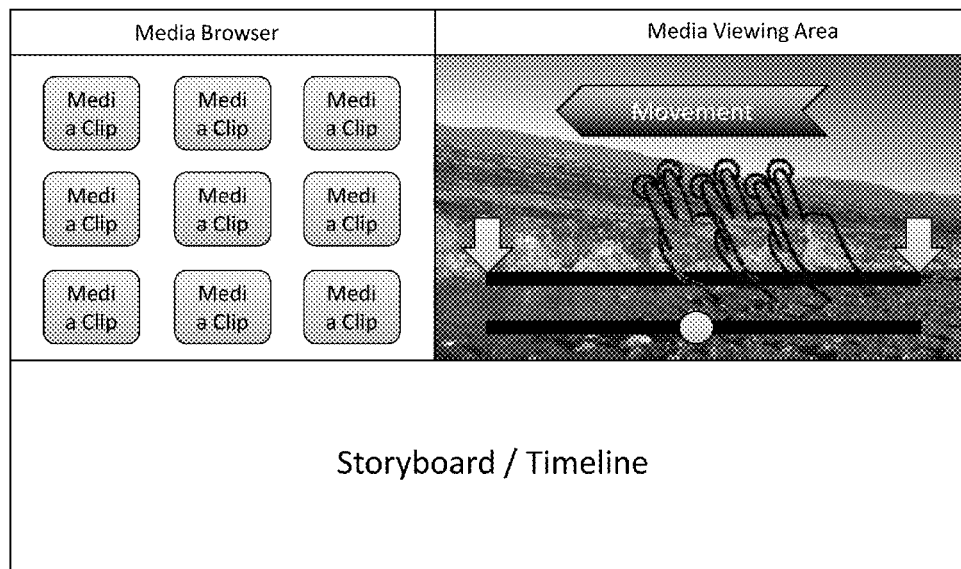 Media Browser
Media Viewing Area
Medi
a Clip
Medi
a Clip
Medi
a Clip
Movement
Medi
a Clip
Medi
a Clip
Medi
a Clip
Medi
a Clip
Medi
a Clip
Medi
a Clip
Storyboard / Timeline